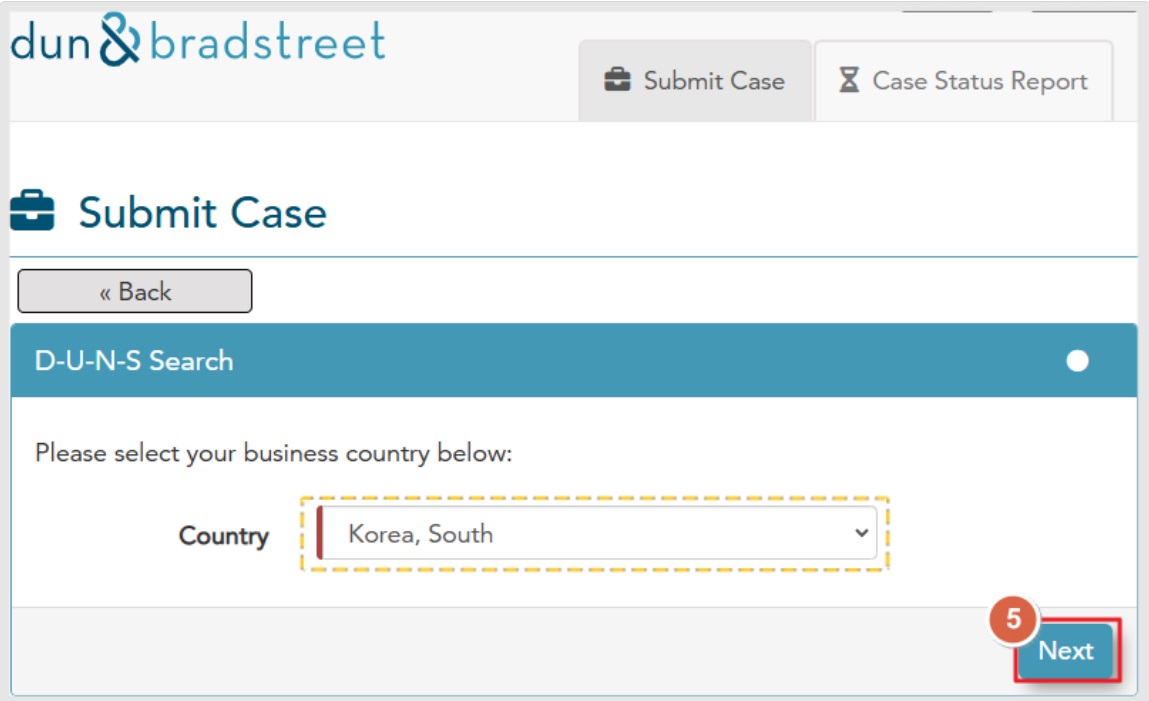 dun & bradstreet
Submit Case
Case Status Report
Submit Case
« Back
D-U-N-S Search
Please select your business country below:
Country
Korea, South
5
Next